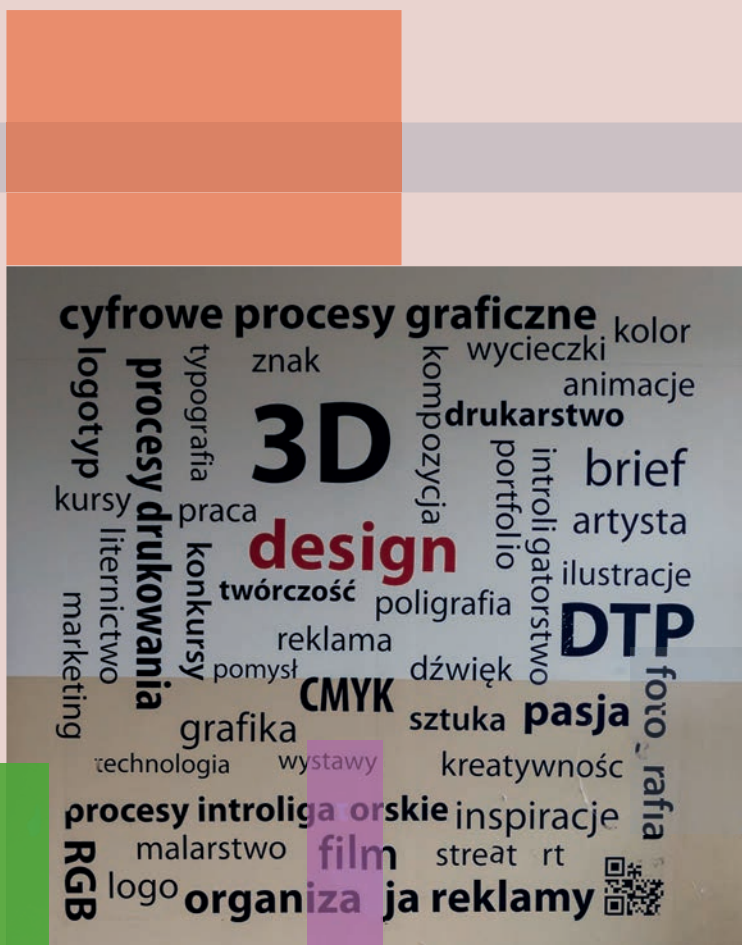 cyfrowe procesy graficzne
kolor
logotyp
procesy drukowania
typografia
znak
kompozycja
wycieczki
animacje
3D
drukarstwo
portfolio
introligatorstwo
brief
kursy
praca
artysta
design
liternictwo
konkursy
twórczość
ilustracje
poligrafia
marketing
DTP
reklama
pomysł
dźwięk
CMYK
foto rafia
grafika
sztuka
pasja
technologia
wystawy
kreatywnośc
procesy introliga orskie
inspiracje
RGB
malarstwo
film
streat rt
logo
organiza ja reklamy